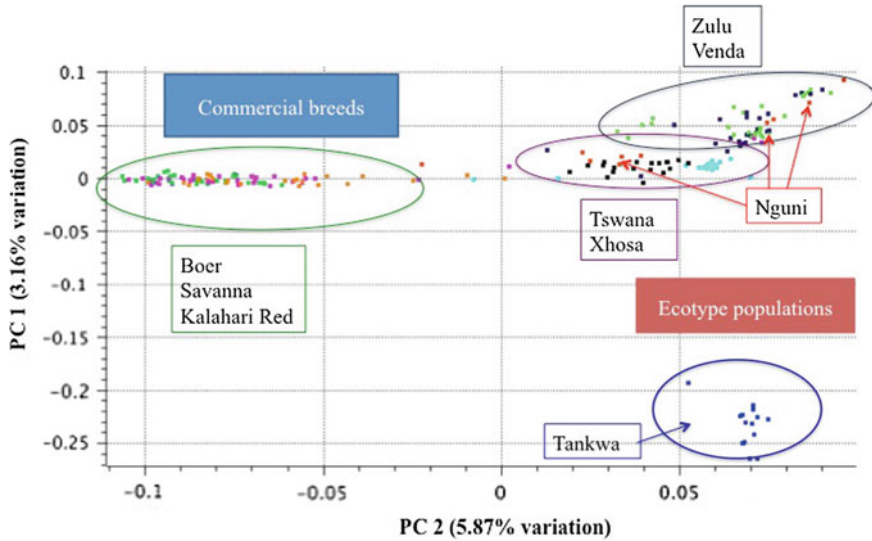 Zulu
Venda
Commercial breeds
Nguni
Tswana
Xhosa
Boer
Savanna
Kalahari Red
Ecotype populations
Tankwa
PC 1 (3.16% variation)
0.1
0.05
0
-0.05
-0.1
-0.15
-0.2
-0.25
-0.1
-0.05
0
0.05
PC 2 (5.87% variation)